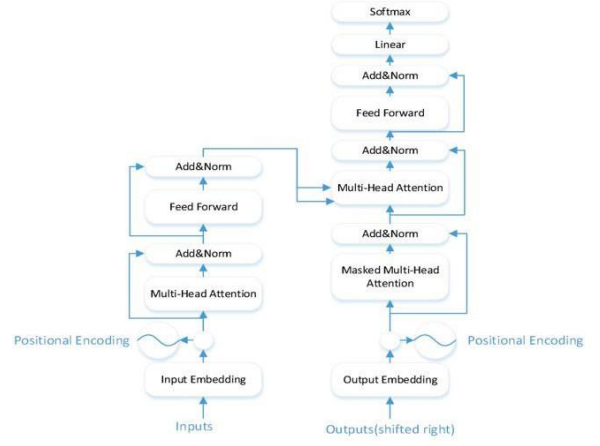 Softmax
Linear
Add&Norm
Feed Forward
Add&Norm
Multi-Head Attention
Add&Norm
Masked Multi-Head
Attention
Positional Encoding
Output Embedding
Outputs(shifted right)
Add&Norm
Feed Forward
Add&Norm
Multi-Head Attention
Positional Encoding
Input Embedding
Inputs